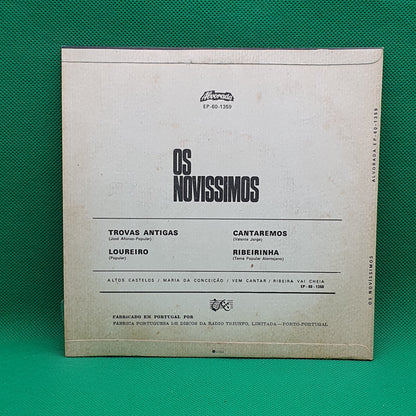 Alvorada
EP-60-1359
OS
NOVISSIMOS
TROVAS ANTIGAS
(José Afonso-Popular)
CANTAREMOS
(Valente Jorge)
LOUREIRO
(Popular)
RIBEIRINHA
(Tema Popular Alentejano)
ALTOS CASTELOS / MARIA DA CONCEIÇÃO / VEM CANTAR / RIBEIRA VAI CHEIA
EP - 60 - 1268
FABRICADO EM PORTUGAL POR
FABRICA PORTUGUESA DE DISCOS DA RADIO TRIUNFO, LIMITADA—PORTO-PORTUGAL
ALVORADA EP-60-1359
OS NOVISSIMOS